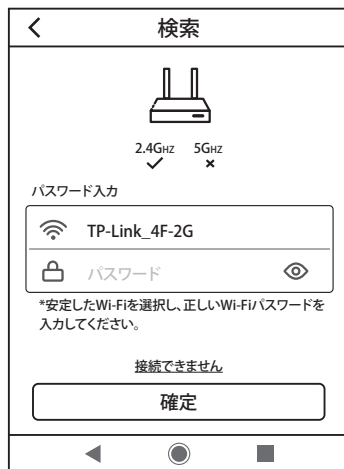 検索
2.4GHZ 5GHZ
パスワード入力
TP-Link_4F-2G
パスワード
*安定したWi-Fiを選択し、正しいWi-Fiパスワードを
入力してください。
接続できません
確定